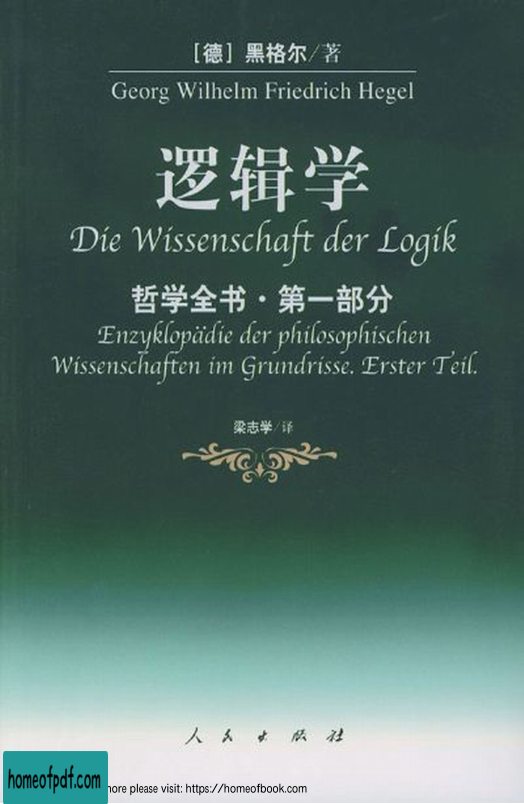 ［德］黑格尔/著
Georg Wilhelm Friedrich Hegel
逻辑学
Die Wissenschaft der Logik
哲学全书·第一部分
Enzyklopädie der philosophischen
Wissenschaften im Grundrisse. Erster Teil.
梁志学/译
人民出版社
homeofpdf.com
more please visit: https://homeofbook.com